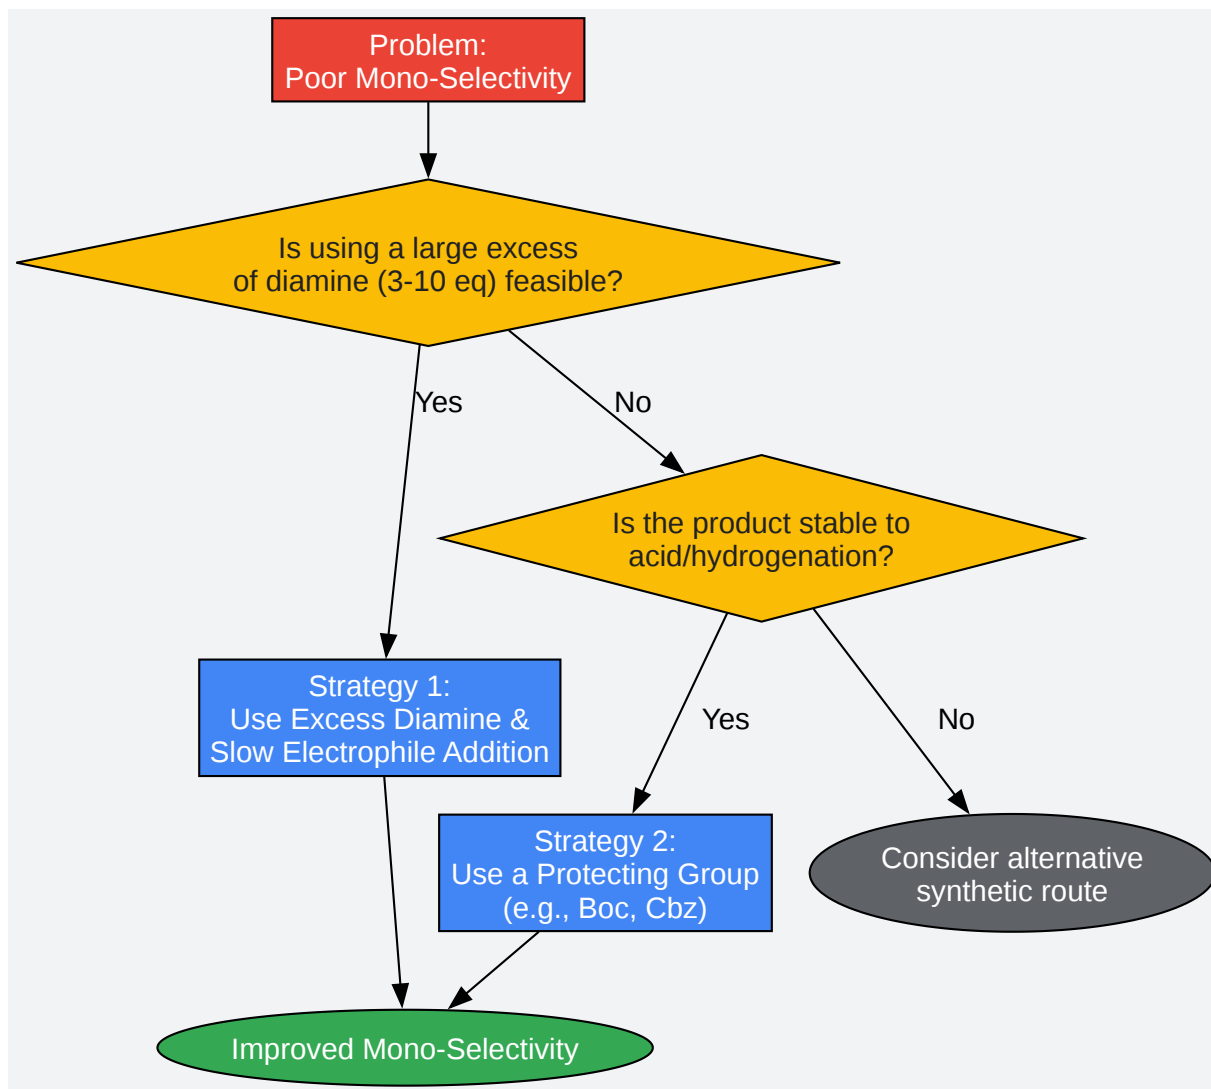 Problem:
Poor Mono-Selectivity
Is using a large excess
of diamine (3-10 eq) feasible?
Yes
No
Is the product stable to
acid/hydrogenation?
Strategy 1:
Use Excess Diamine &
Slow Electrophile Addition
Yes
No
Strategy 2:
Use a Protecting Group
(e.g., Boc, Cbz)
Consider alternative
synthetic route
Improved Mono-Selectivity